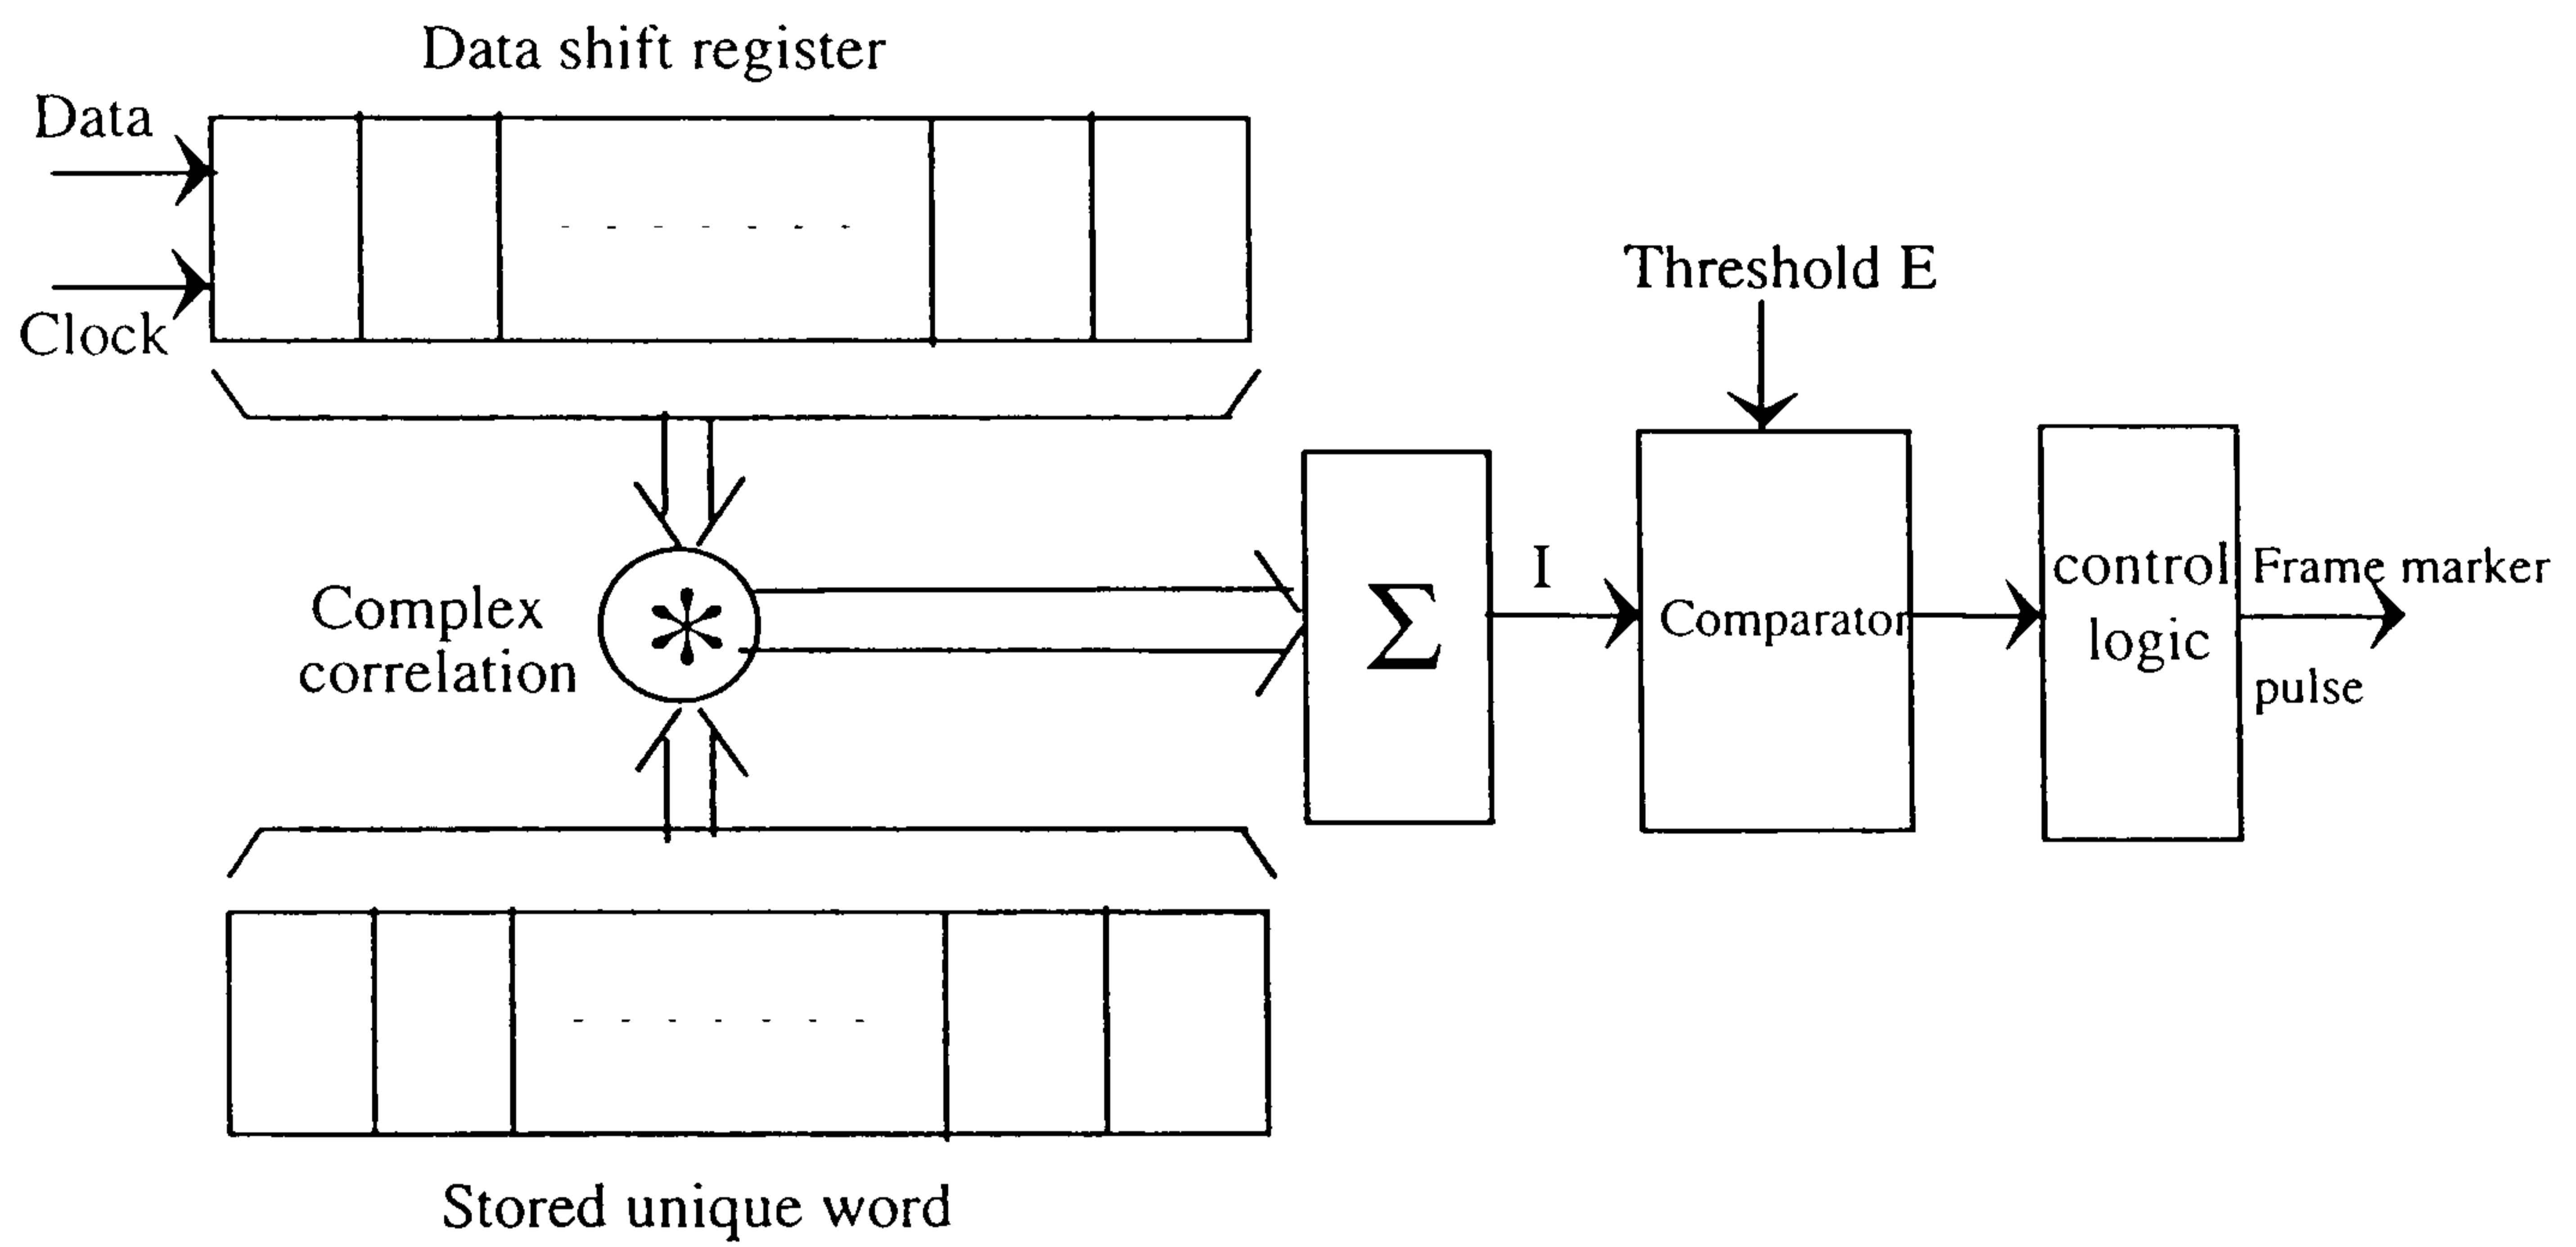 Data shift register
Data
Clock
Threshold E
Complex
correlation
*
Σ
I
Comparator
control
logic
Frame marker
pulse
Stored unique word